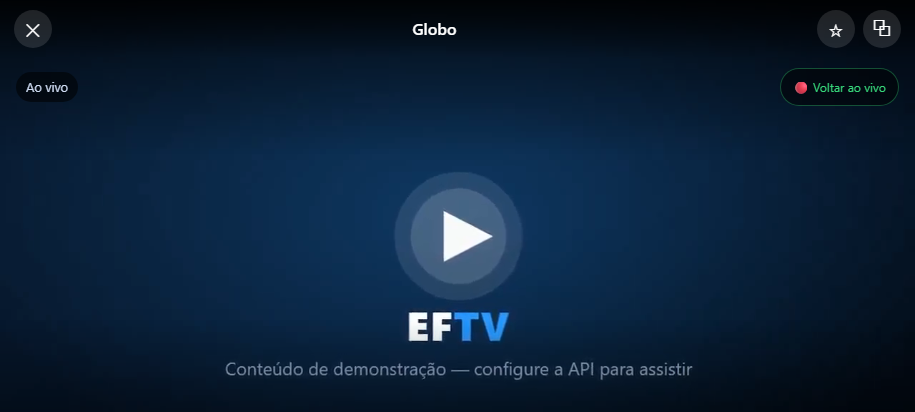 Globo
Ao vivo
Voltar ao vivo
EFTV
Conteúdo de demonstração — configure a API para assistir